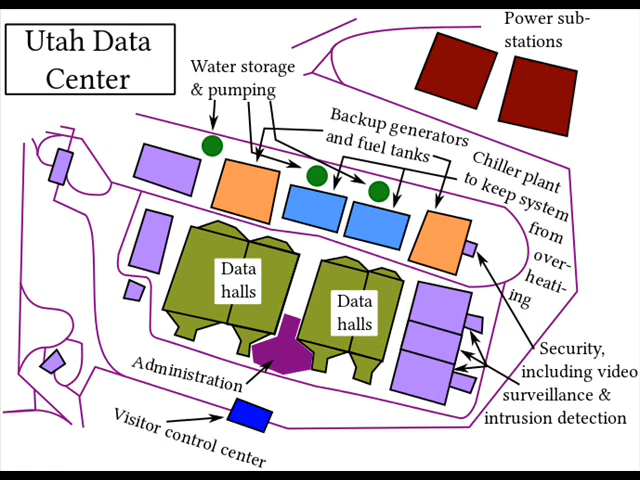 Utah Data
Center
Power sub-
stations
Water storage
& pumping
Backup generators
and fuel tanks
Chiller plant
to keep system
from
over-
heati-
ing
Data
halls
Data
halls
Security,
including video
surveillance &
intrusion detection
Administration
Visitor control center